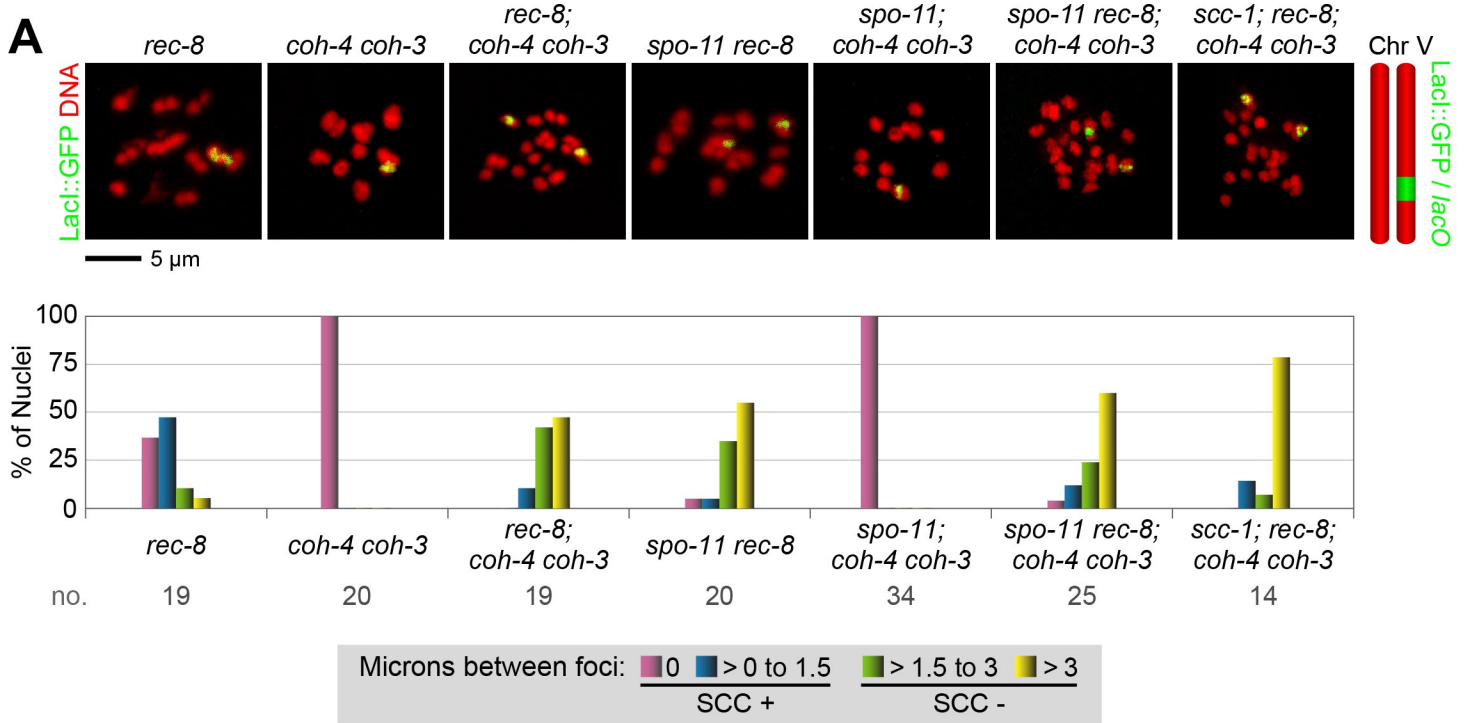 A
rec-8
coh-4 coh-3
rec-8;
coh-4 coh-3
spo-11 rec-8
spo-11;
coh-4 coh-3
spo-11 rec-8;
coh-4 coh-3
scc-1; rec-8;
coh-4 coh-3
Chr V
LacI::GFP DNA
LacI::GFP / lacO
5 µm
% of Nuclei
100
75
50
25
0
rec-8
coh-4 coh-3
rec-8;
coh-4 coh-3
spo-11 rec-8
spo-11;
coh-4 coh-3
spo-11 rec-8;
coh-4 coh-3
scc-1; rec-8;
coh-4 coh-3
no. 19 20 19 20 34 25 14
Microns between foci: 0 > 0 to 1.5 > 1.5 to 3 > 3
SCC + SCC -